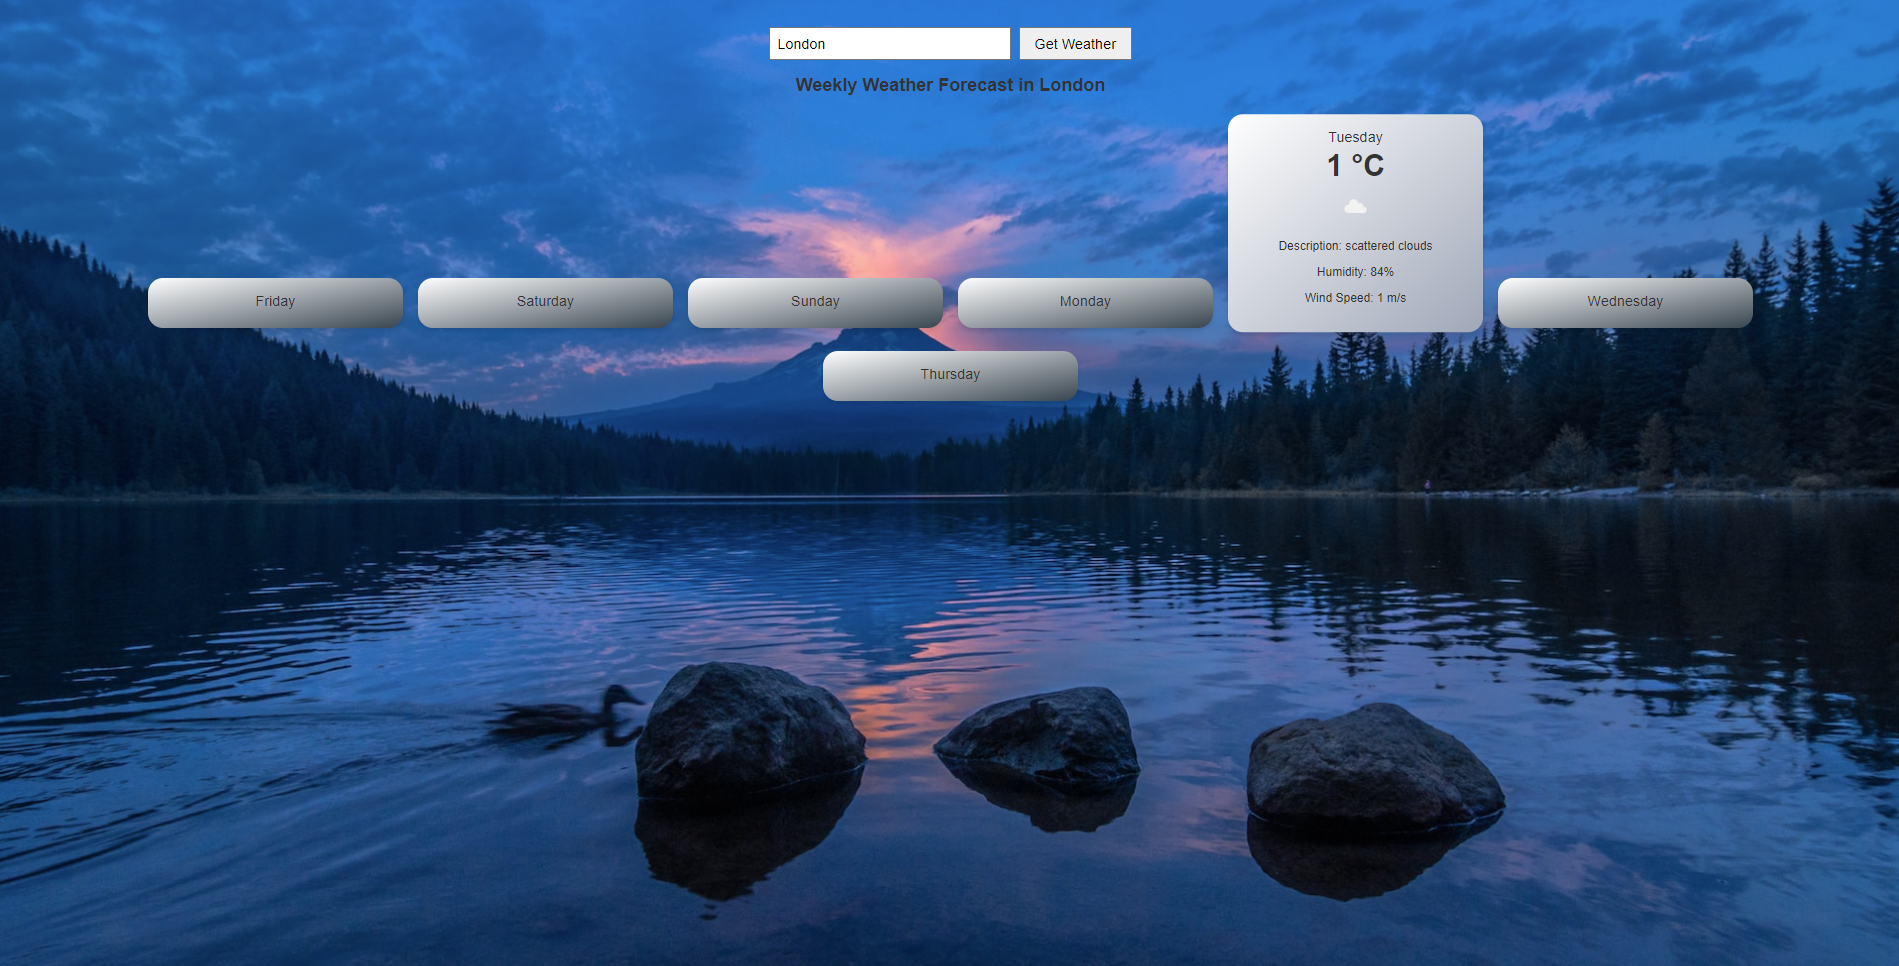 London
Get Weather
Weekly Weather Forecast in London
Friday
Saturday
Sunday
Monday
Tuesday
1 °C
Description: scattered clouds
Humidity: 84%
Wind Speed: 1 m/s
Wednesday
Thursday